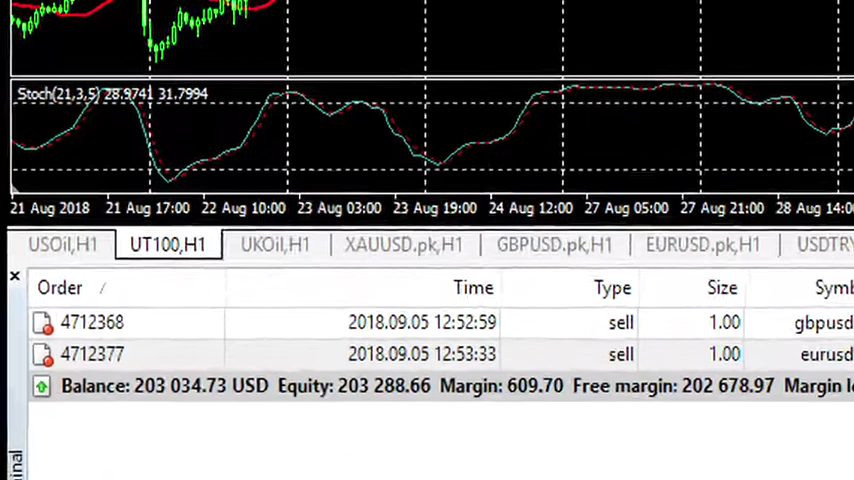 Stoch(21,3,5) 28.9741 31.7994
21 Aug 2018 21 Aug 17:00 22 Aug 10:00 23 Aug 03:00 23 Aug 19:00 24 Aug 12:00 27 Aug 05:00 27 Aug 21:00 28 Aug 14:00
USOil,H1 UT100,H1 UKOil,H1 XAUUSD.pk,H1 GBPUSD.pk,H1 EURUSD.pk,H1 USDTRY
Order / Time Type Size Symb
4712368 2018.09.05 12:52:59 sell 1.00 gbpusd
4712377 2018.09.05 12:53:33 sell 1.00 eurusd
Balance: 203 034.73 USD Equity: 203 288.66 Margin: 609.70 Free margin: 202 678.97 Margin le
inal